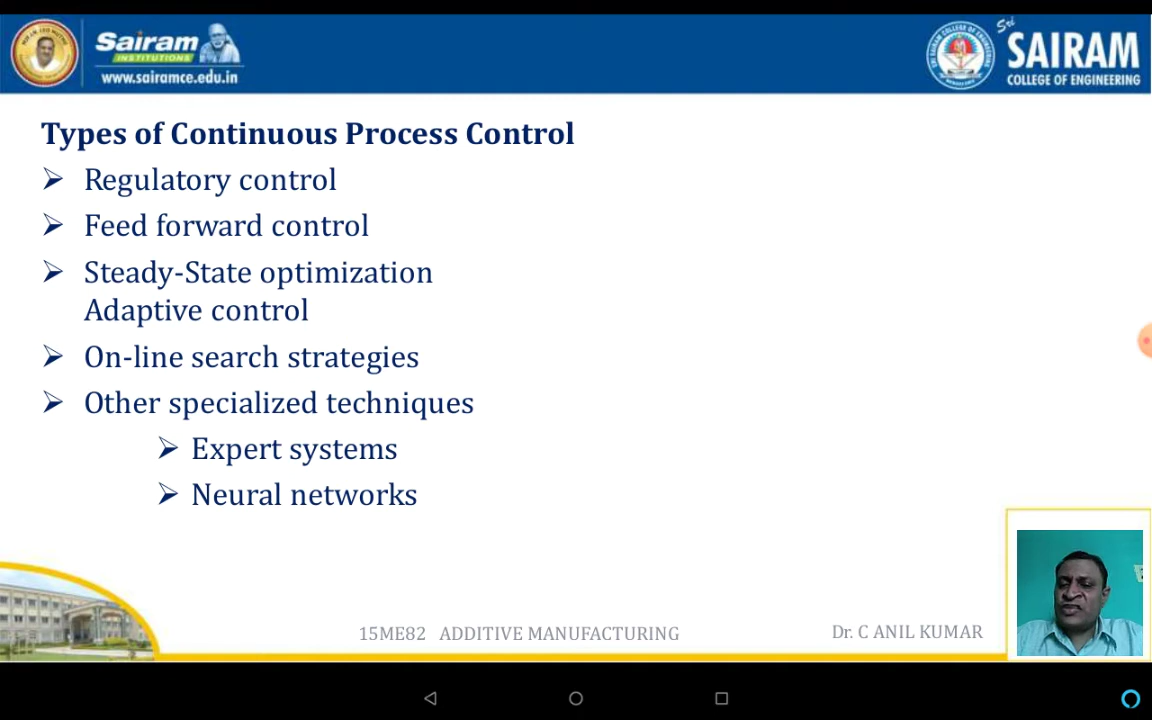 Sairam
INSTITUTIONS
www.sairamce.edu.in
Sri
SAIRAM
COLLEGE OF ENGINEERING
Types of Continuous Process Control
Regulatory control
Feed forward control
Steady-State optimization
Adaptive control
On-line search strategies
Other specialized techniques
Expert systems
Neural networks
15ME82 ADDITIVE MANUFACTURING
Dr. C ANIL KUMAR